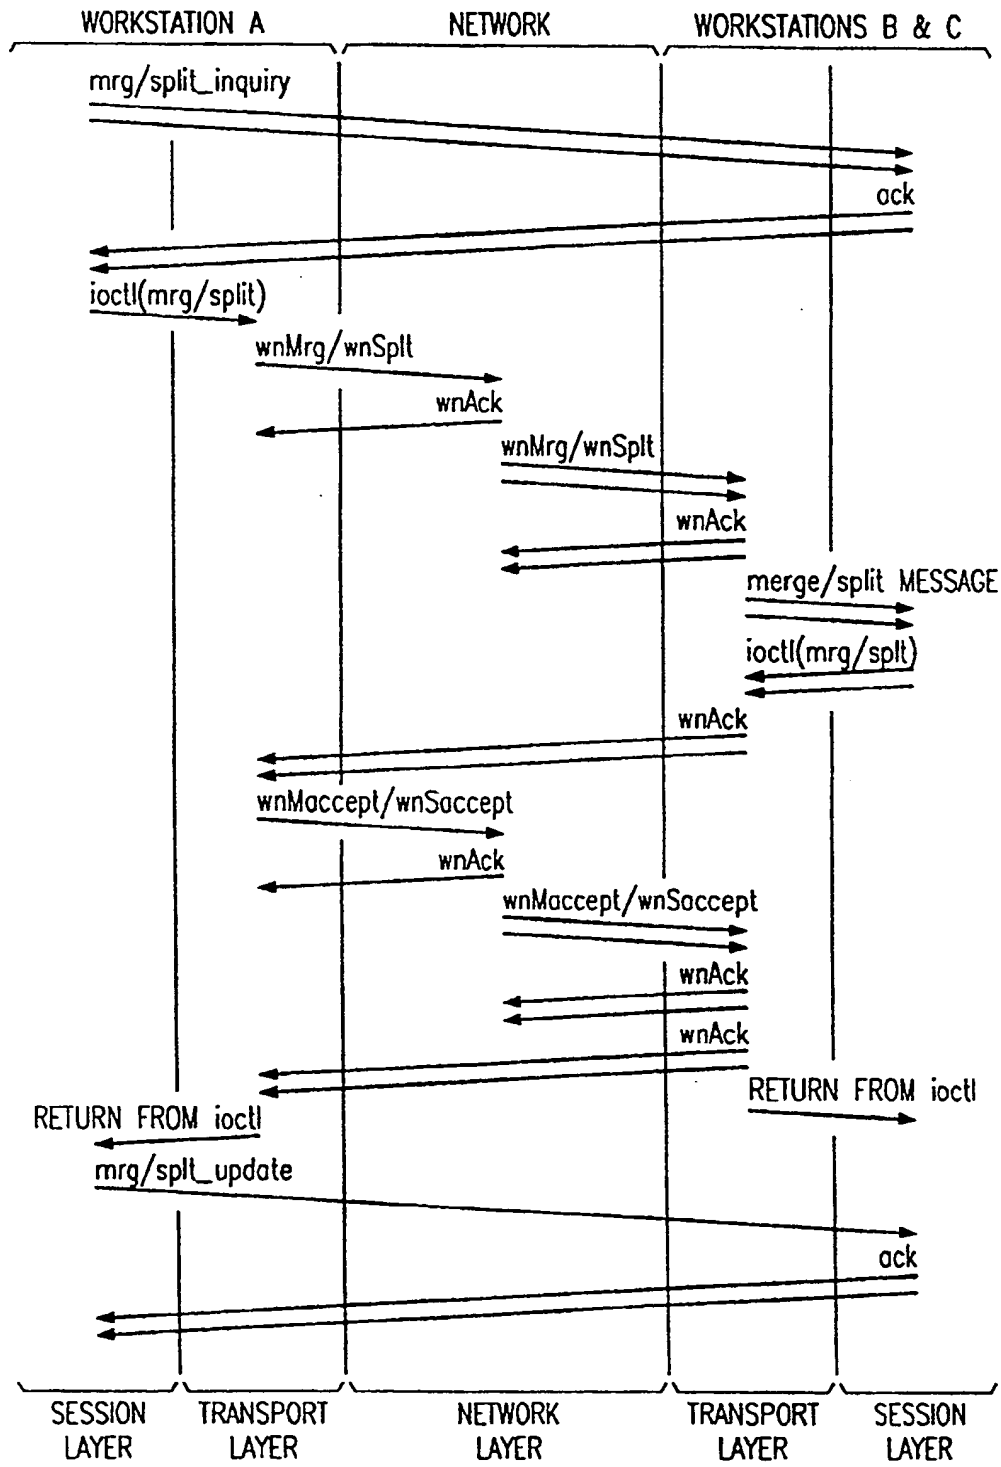 WORKSTATION A
NETWORK
WORKSTATIONS B & C
mrg/split_inquiry
ack
ioctl(mrg/split)
wnMrg/wnSplt
wnAck
wnMrg/wnSplt
wnAck
merge/split MESSAGE
ioctl(mrg/splt)
wnAck
wnMaccept/wnSaccept
wnAck
wnMaccept/wnSaccept
wnAck
wnAck
RETURN FROM ioctl
RETURN FROM ioctl
mrg/splt_update
ack
SESSION
LAYER
TRANSPORT
LAYER
NETWORK
LAYER
TRANSPORT
LAYER
SESSION
LAYER